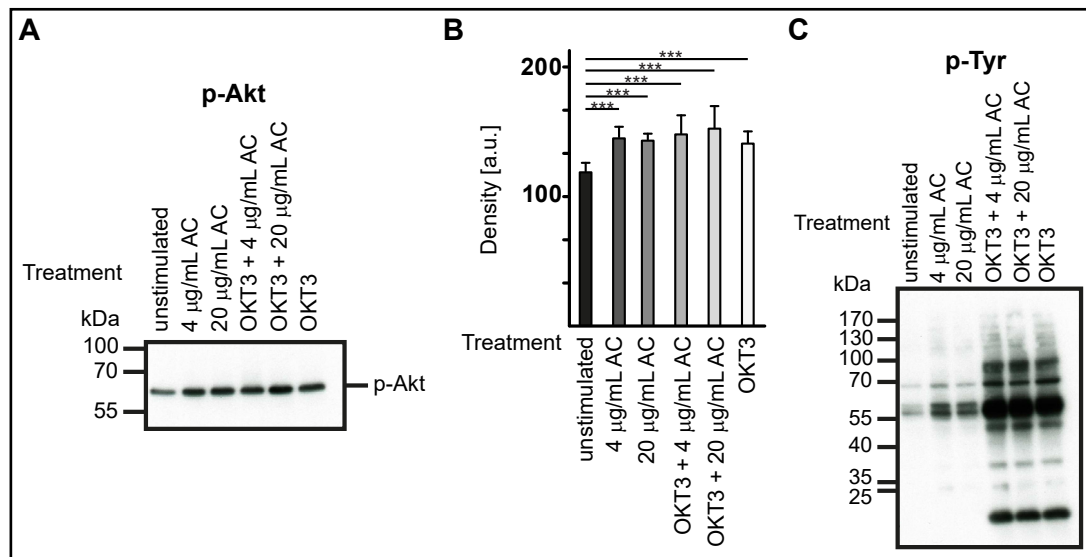 A
p-Akt
Treatment
unstimulated
4 μg/mL AC
20 μg/mL AC
OKT3 + 4 μg/mL AC
OKT3 + 20 μg/mL AC
OKT3
kDa
100
70
55
p-Akt
B
Density [a.u.]
200
100
***
***
***
***
***
Treatment
unstimulated
4 μg/mL AC
20 μg/mL AC
OKT3 + 4 μg/mL AC
OKT3 + 20 μg/mL AC
OKT3
C
p-Tyr
Treatment
unstimulated
4 μg/mL AC
20 μg/mL AC
OKT3 + 4 μg/mL AC
OKT3 + 20 μg/mL AC
OKT3
kDa
170
130
100
70
55
40
35
25